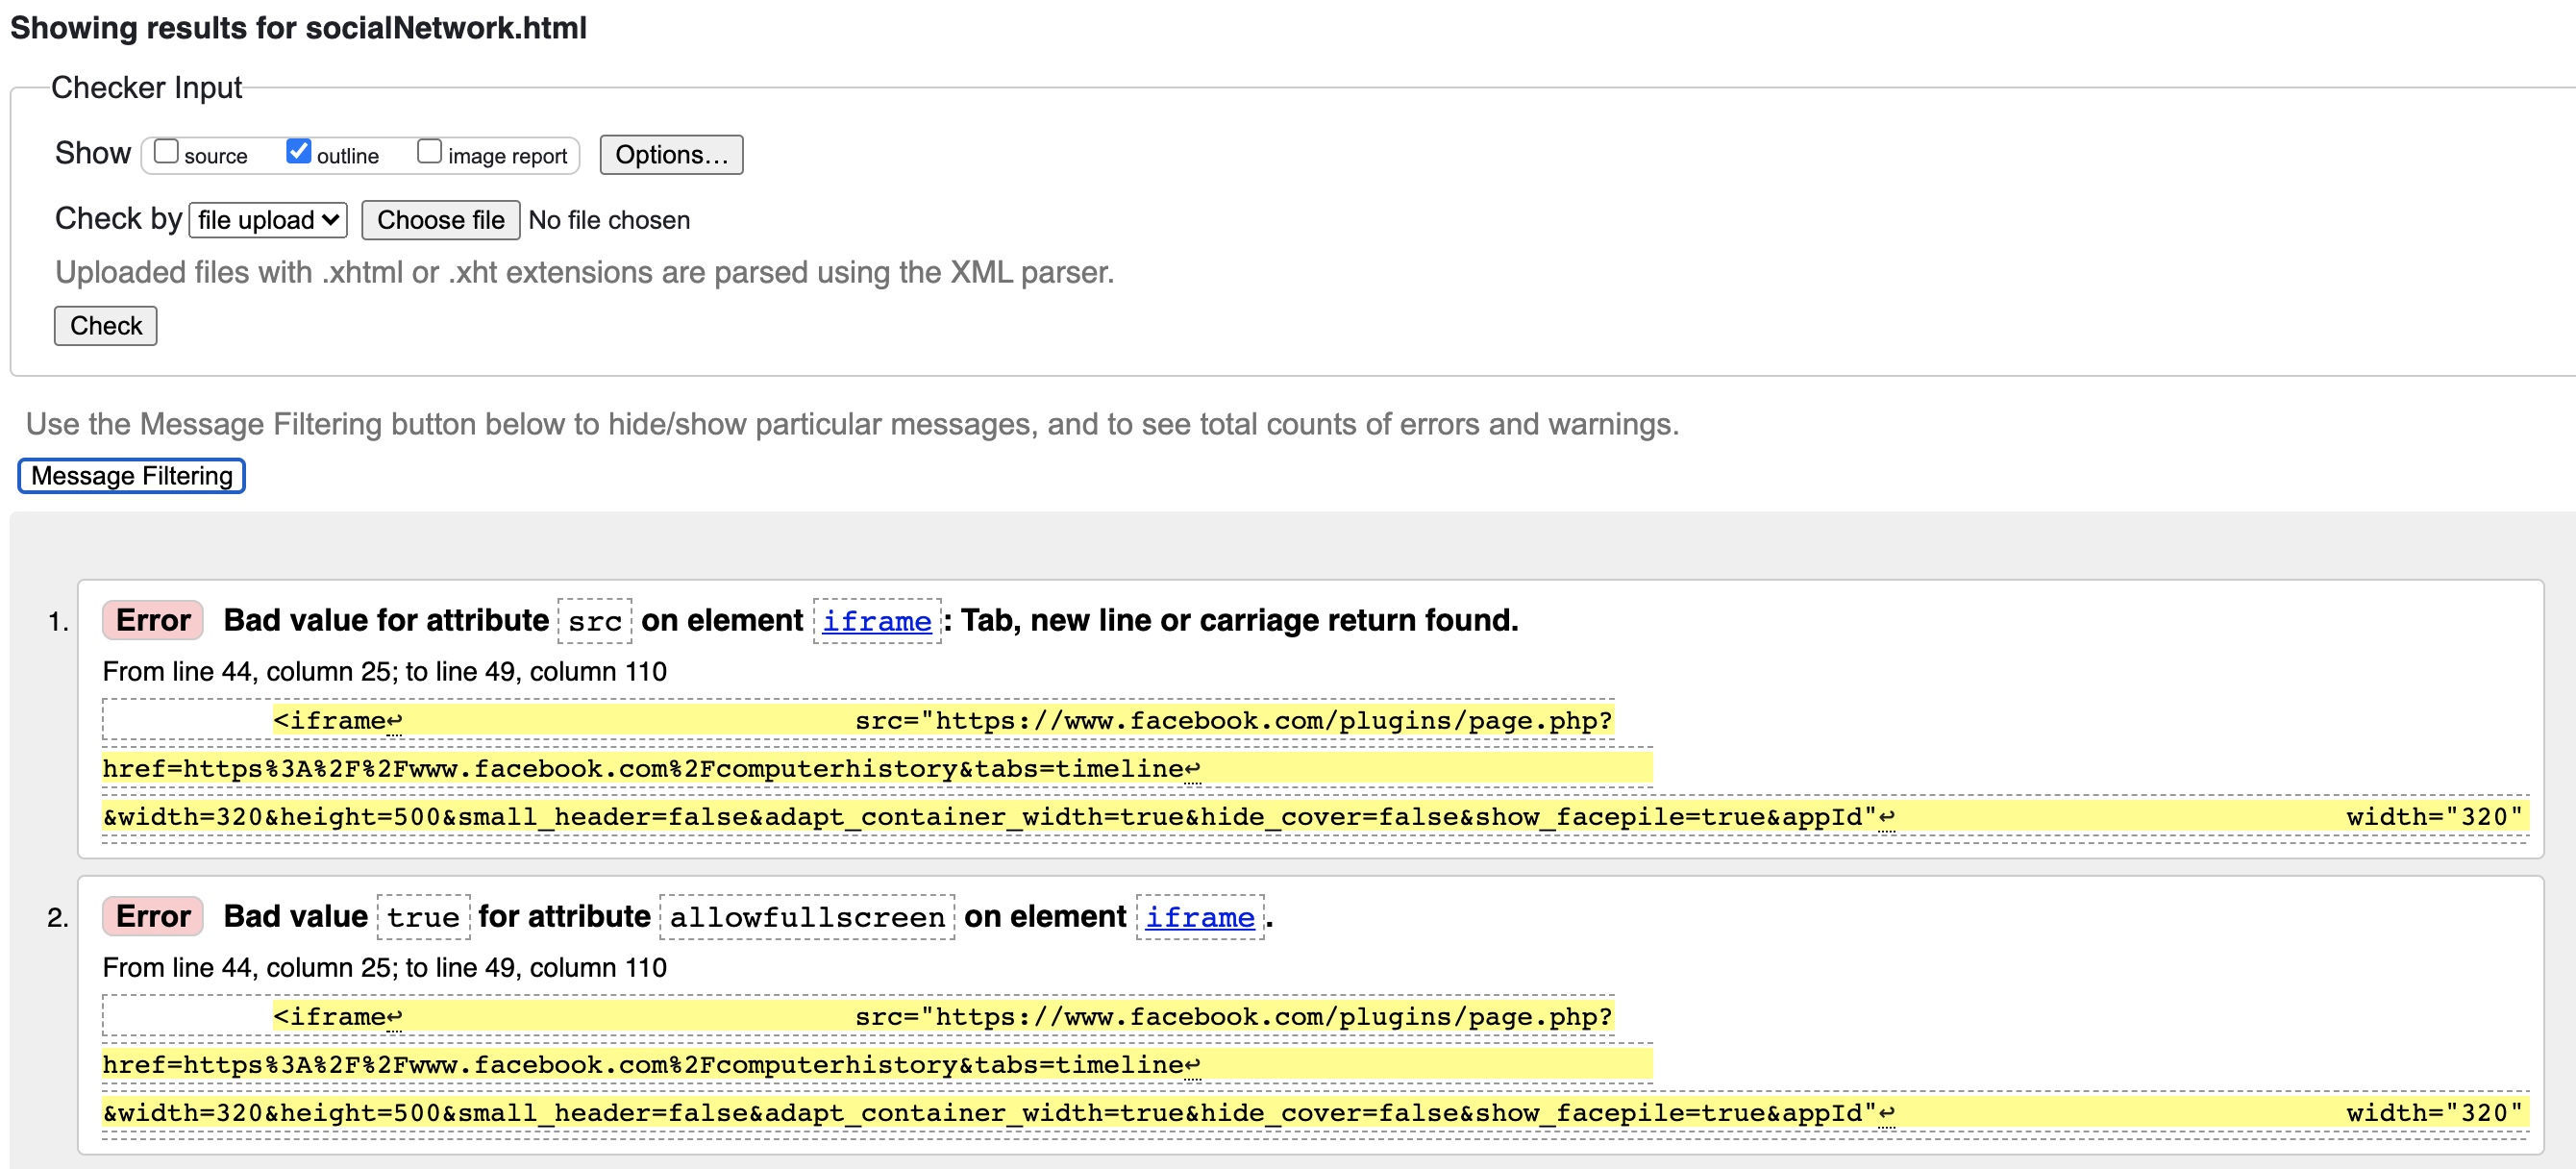 Showing results for socialNetwork.html
Checker Input
Show source outline image report Options…
Check by file upload Choose file No file chosen
Uploaded files with .xhtml or .xht extensions are parsed using the XML parser.
Check
Use the Message Filtering button below to hide/show particular messages, and to see total counts of errors and warnings.
Message Filtering
1. Error Bad value for attribute src on element iframe: Tab, new line or carriage return found.
From line 44, column 25; to line 49, column 110
<iframe↩ src="https://www.facebook.com/plugins/page.php?
href=https%3A%2F%2Fwww.facebook.com%2Fcomputerhistory&tabs=timeline↩
&width=320&height=500&small_header=false&adapt_container_width=true&hide_cover=false&show_facepile=true&appId"↩ width="320"
2. Error Bad value true for attribute allowfullscreen on element iframe.
From line 44, column 25; to line 49, column 110
<iframe↩ src="https://www.facebook.com/plugins/page.php?
href=https%3A%2F%2Fwww.facebook.com%2Fcomputerhistory&tabs=timeline↩
&width=320&height=500&small_header=false&adapt_container_width=true&hide_cover=false&show_facepile=true&appId"↩ width="320"